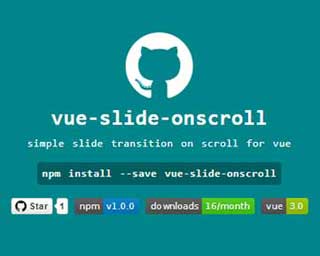 vue-slide-onscroll
simple slide transition on scroll for vue
npm install --save vue-slide-onscroll
Star 1 npm v1.0.0 downloads 16/month vue 3.0